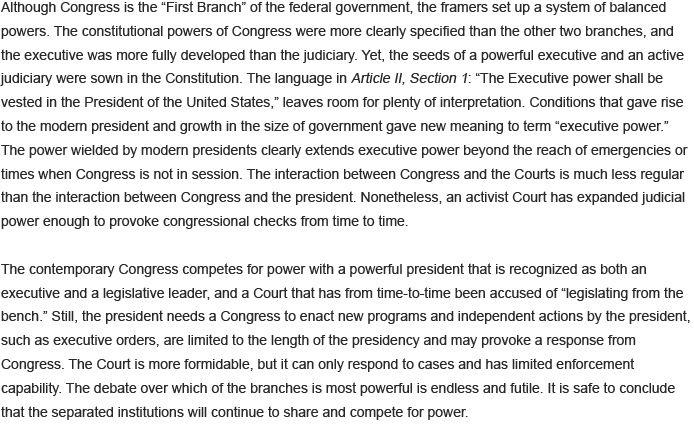 Although Congress is the “First Branch” of the federal government, the framers set up a system of balanced
powers. The constitutional powers of Congress were more clearly specified than the other two branches, and
the executive was more fully developed than the judiciary. Yet, the seeds of a powerful executive and an active
judiciary were sown in the Constitution. The language in Article II, Section 1: “The Executive power shall be
vested in the President of the United States,” leaves room for plenty of interpretation. Conditions that gave rise
to the modern president and growth in the size of government gave new meaning to term “executive power.”
The power wielded by modern presidents clearly extends executive power beyond the reach of emergencies or
times when Congress is not in session. The interaction between Congress and the Courts is much less regular
than the interaction between Congress and the president. Nonetheless, an activist Court has expanded judicial
power enough to provoke congressional checks from time to time.

The contemporary Congress competes for power with a powerful president that is recognized as both an
executive and a legislative leader, and a Court that has from time-to-time been accused of “legislating from the
bench.” Still, the president needs a Congress to enact new programs and independent actions by the president,
such as executive orders, are limited to the length of the presidency and may provoke a response from
Congress. The Court is more formidable, but it can only respond to cases and has limited enforcement
capability. The debate over which of the branches is most powerful is endless and futile. It is safe to conclude
that the separated institutions will continue to share and compete for power.